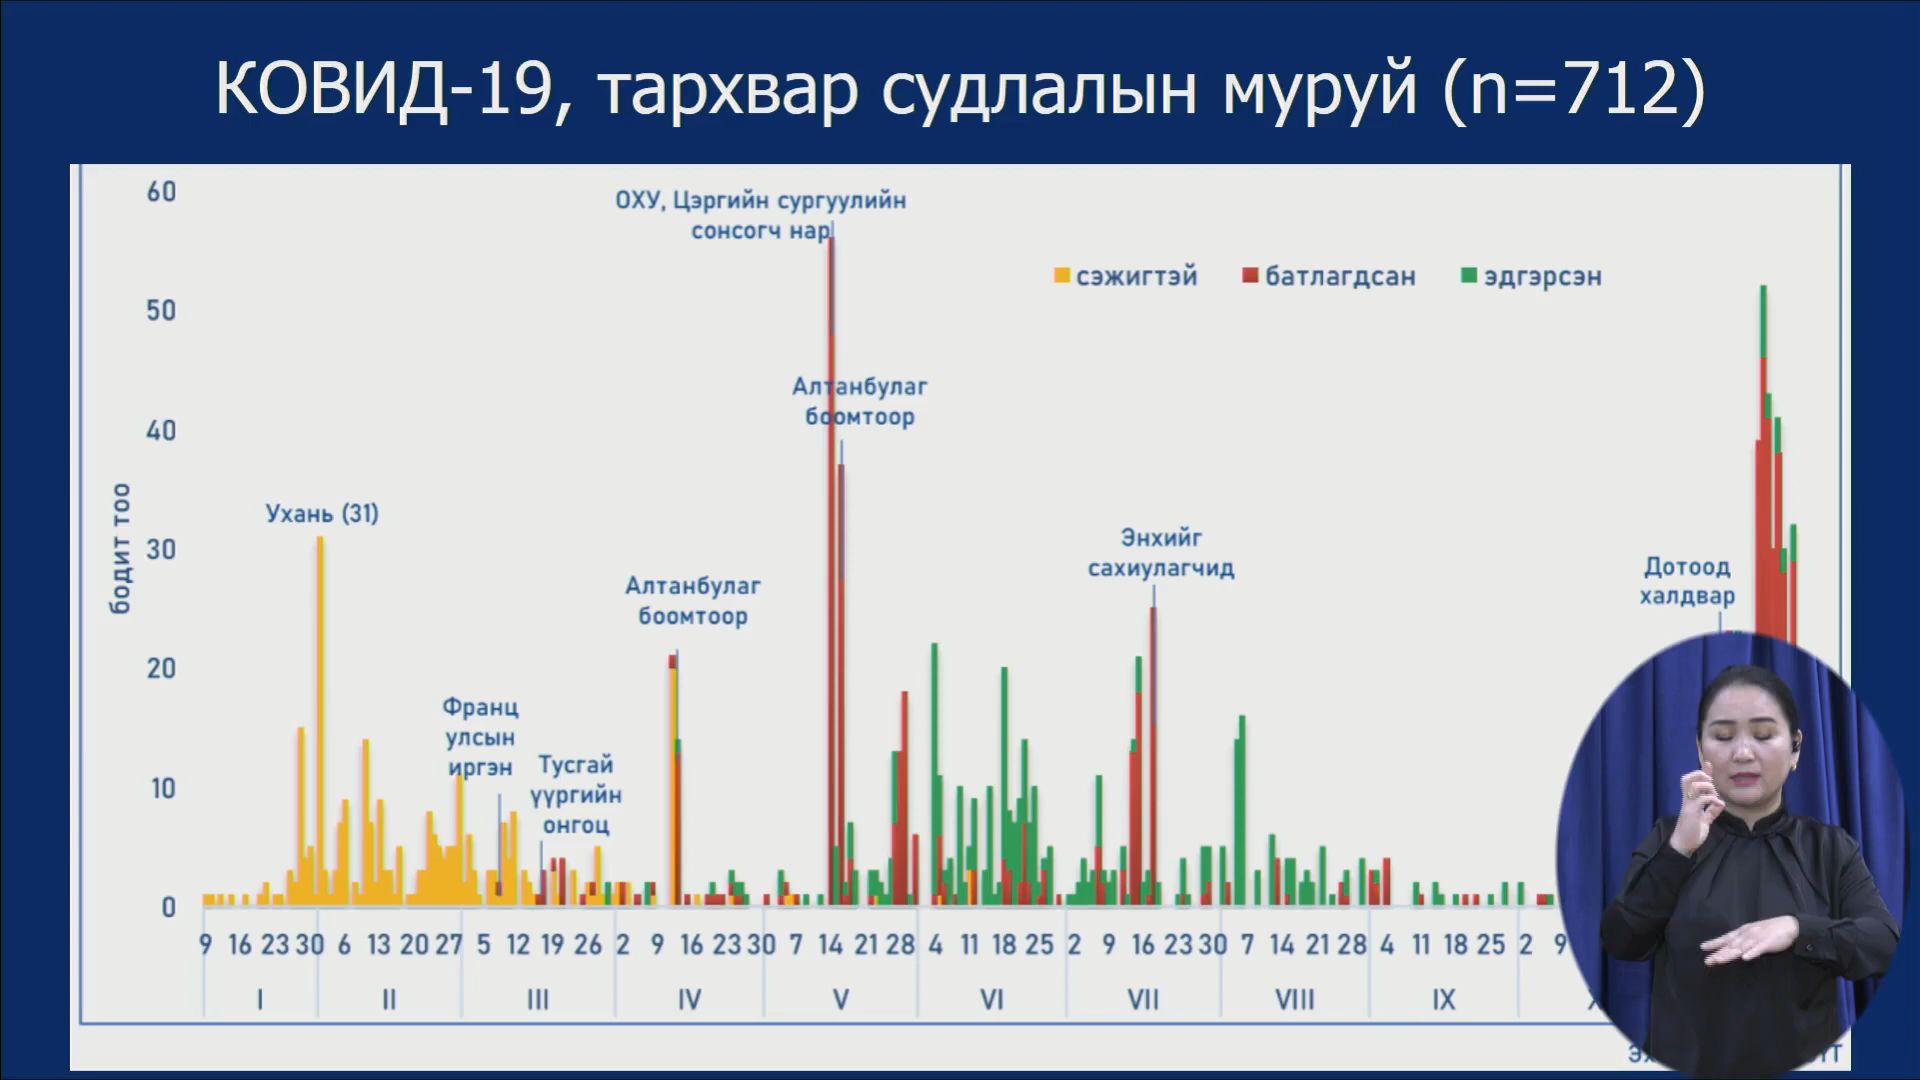 КОВИД-19, тархвар судлалын муруй (n=712)
60
50
40
30
20
10
0
бодит тоо
ОХУ, Цэргийн сургуулийн
сонсогч нар
сэжигтэй
батлагдсан
эдгэрсэн
Алтанбулаг
боомтоор
Ухань (31)
Энхийг
сахиулагчид
Дотоод
халдвар
Алтанбулаг
боомтоор
Франц
улсын
иргэн
Тусгай
үүргийн
онгоц
9 16 23 30 6 13 20 27 5 12 19 26 2 9 16 23 30 7 14 21 28 4 11 18 25 2 9 16 23 30 7 14 21 28 4 11 18 25 2 9
I II III IV V VI VII VIII IX